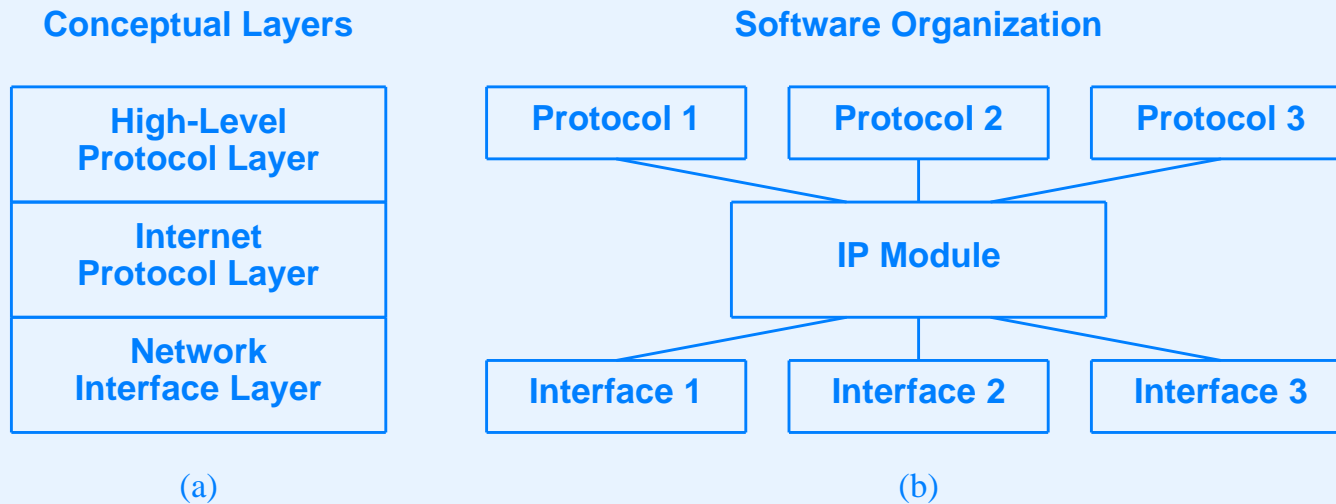 Conceptual Layers
High-Level
Protocol Layer
Internet
Protocol Layer
Network
Interface Layer
(a)
Software Organization
Protocol 1
Protocol 2
Protocol 3
IP Module
Interface 1
Interface 2
Interface 3
(b)